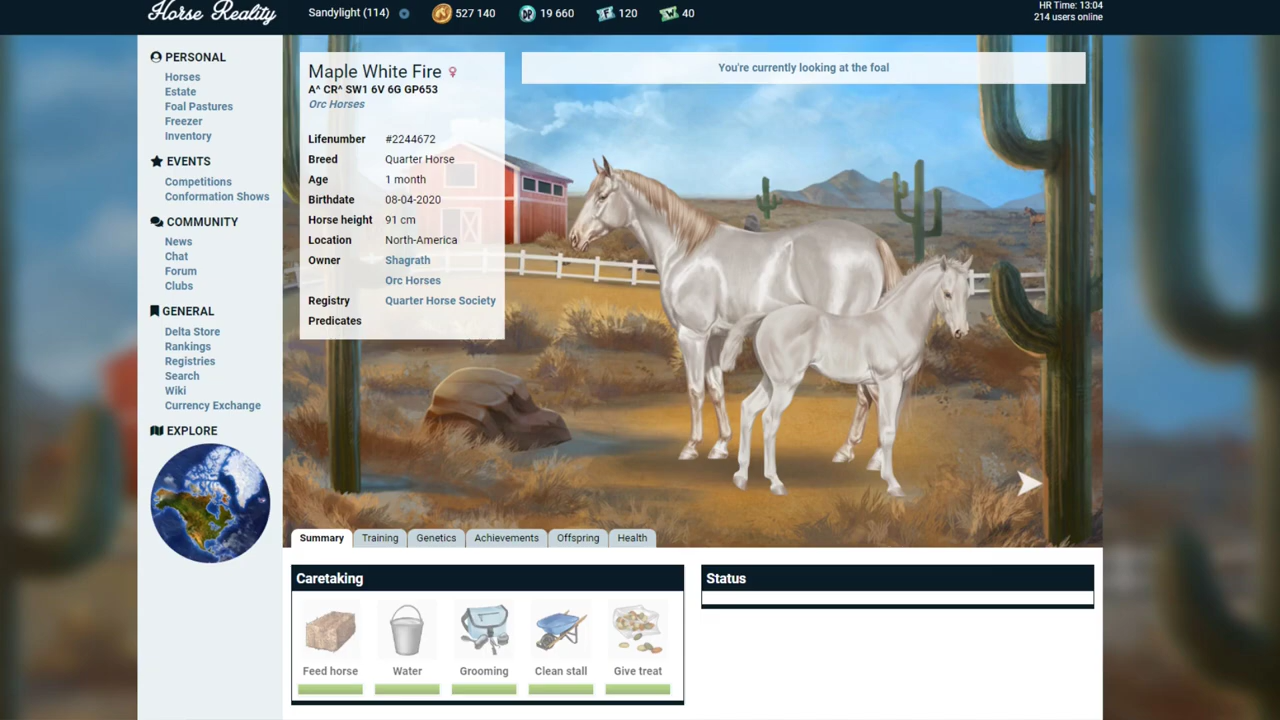 Horse Reality
Sandylight (114)
527 140
DP
19 660
F
120
W
40
HR Time: 13:04
214 users online
PERSONAL
Horses
Estate
Foal Pastures
Freezer
Inventory
EVENTS
Competitions
Conformation Shows
COMMUNITY
News
Chat
Forum
Clubs
GENERAL
Delta Store
Rankings
Registries
Search
Wiki
Currency Exchange
EXPLORE
Maple White Fire ♀
A^ CR^ SW1 6V 6G GP653
Orc Horses
Lifenumber #2244672
Breed Quarter Horse
Age 1 month
Birthdate 08-04-2020
Horse height 91 cm
Location North-America
Owner Shagrath
Orc Horses
Registry Quarter Horse Society
Predicates
You're currently looking at the foal
Summary Training Genetics Achievements Offspring Health
Caretaking
Feed horse Water Grooming Clean stall Give treat
Status